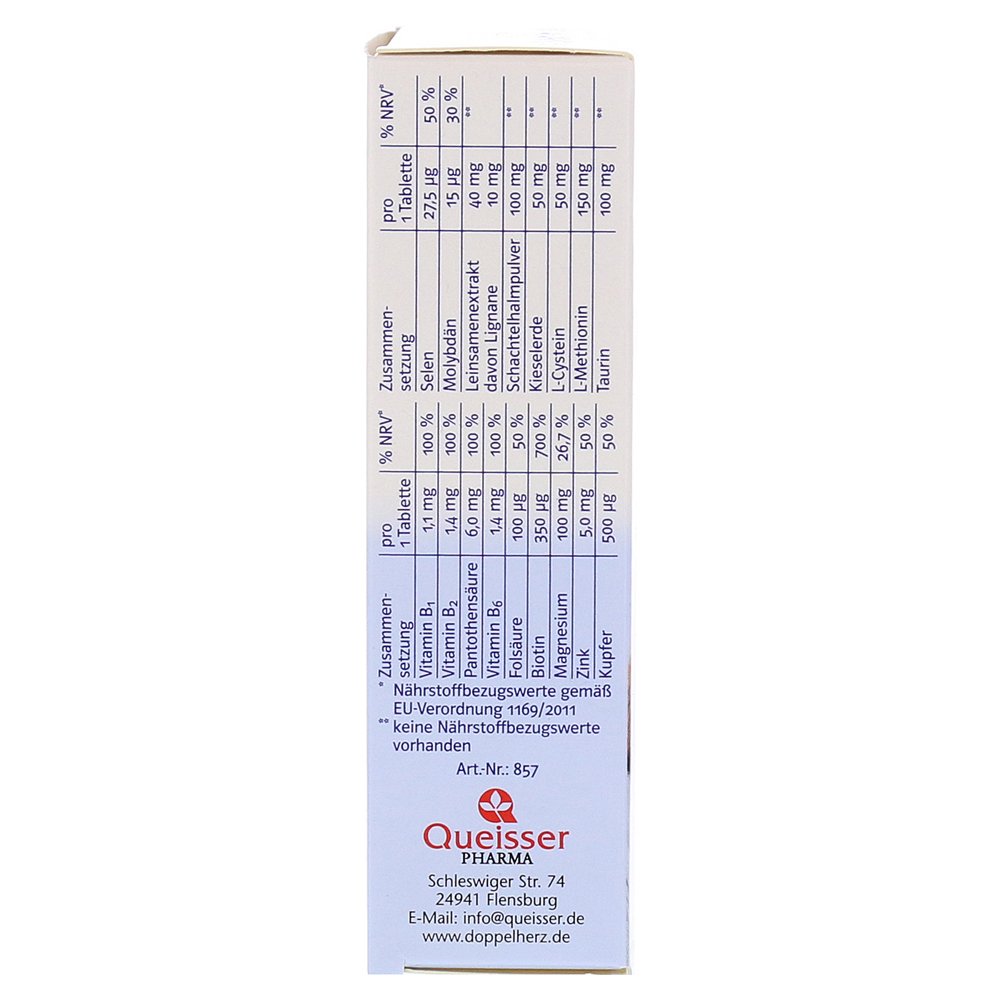 Zusammen-
setzung pro
1 Tablette % NRV*
Vitamin B₁ 1,1 mg 100 %
Vitamin B₂ 1,4 mg 100 %
Pantothensäure 6,0 mg 100 %
Vitamin B₆ 1,4 mg 100 %
Folsäure 100 µg 50 %
Biotin 350 µg 700 %
Magnesium 100 mg 26,7 %
Zink 5,0 mg 50 %
Kupfer 500 µg 50 %
Zusammen-
setzung pro
1 Tablette % NRV*
Selen 27,5 µg 50 %
Molybdän 15 µg 30 %
Leinsamenextrakt 40 mg **
davon Lignane 10 mg
Schachtelhalmpulver 100 mg **
Kieselerde 50 mg **
L-Cystein 50 mg **
L-Methionin 150 mg **
Taurin 100 mg **
* Nährstoffbezugswerte gemäß
EU-Verordnung 1169/2011
** keine Nährstoffbezugswerte
vorhanden
Art.-Nr.: 857
Queisser
PHARMA
Schleswiger Str. 74
24941 Flensburg
E-Mail: info@queisser.de
www.doppelherz.de